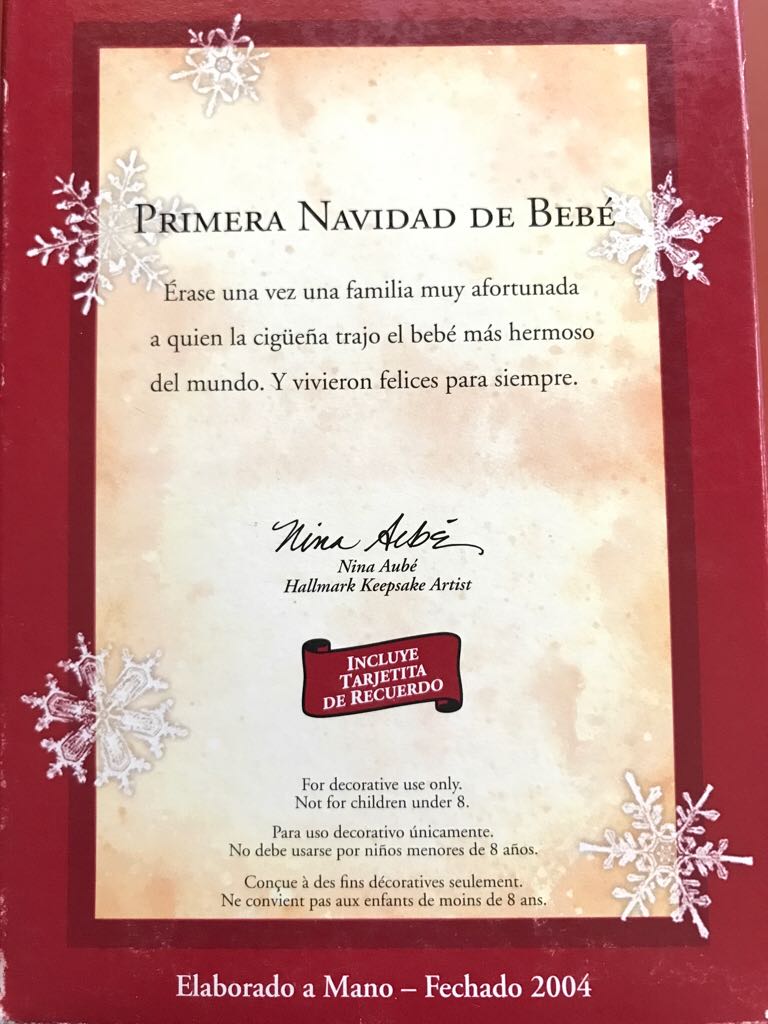 PRIMERA NAVIDAD DE BEBÉ
Érase una vez una familia muy afortunada
a quien la cigüeña trajo el bebé más hermoso
del mundo. Y vivieron felices para siempre.
Nina Aubé
Nina Aubé
Hallmark Keepsake Artist
INCLUYE
TARJETITA
DE RECUERDO
For decorative use only.
Not for children under 8.
Para uso decorativo únicamente.
No debe usarse por niños menores de 8 años.
Conçue à des fins décoratives seulement.
Ne convient pas aux enfants de moins de 8 ans.
Elaborado a Mano – Fechado 2004